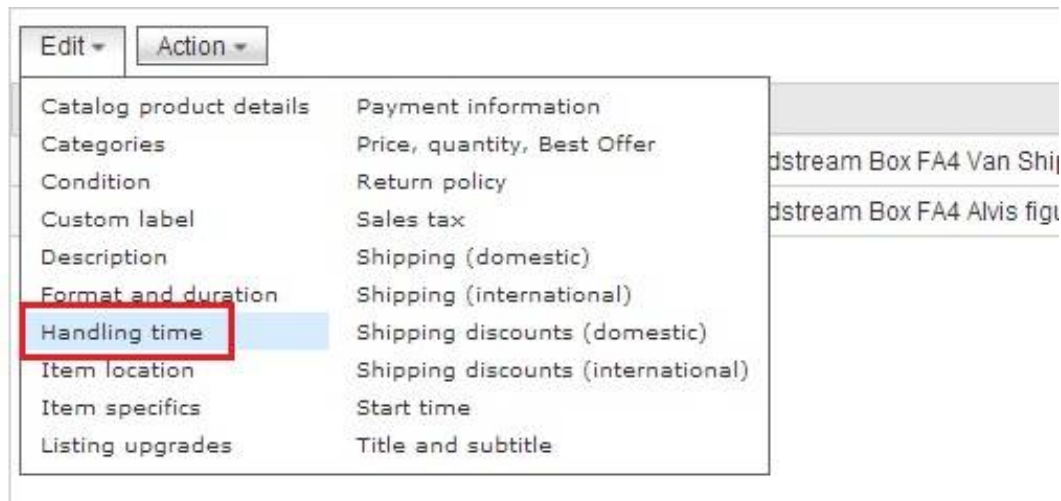 Edit
Action
Catalog product details
Categories
Condition
Custom label
Description
Format and duration
Handling time
Item location
Item specifics
Listing upgrades
Payment information
Price, quantity, Best Offer
Return policy
Sales tax
Shipping (domestic)
Shipping (international)
Shipping discounts (domestic)
Shipping discounts (international)
Start time
Title and subtitle
dstream Box FA4 Van Ship
dstream Box FA4 Alvis figu